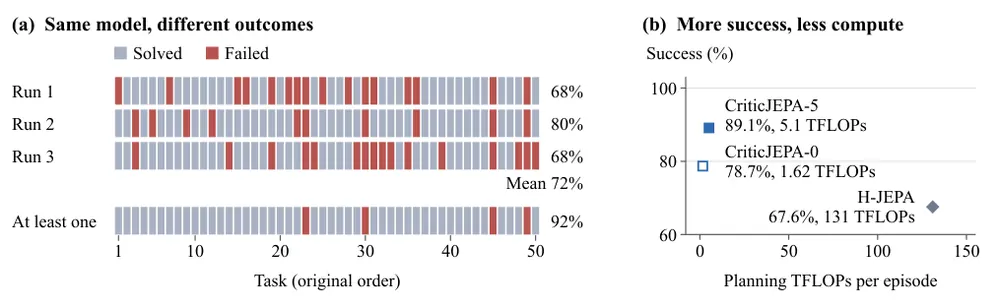 (a) Same model, different outcomes
Solved Failed
Run 1 68%
Run 2 80%
Run 3 68%
Mean 72%
At least one 92%
1 10 20 30 40 50
Task (original order)
(b) More success, less compute
Success (%)
100
80
60
CriticJEPA-5
89.1%, 5.1 TFLOPs
CriticJEPA-0
78.7%, 1.62 TFLOPs
H-JEPA
67.6%, 131 TFLOPs
0 50 100 150
Planning TFLOPs per episode